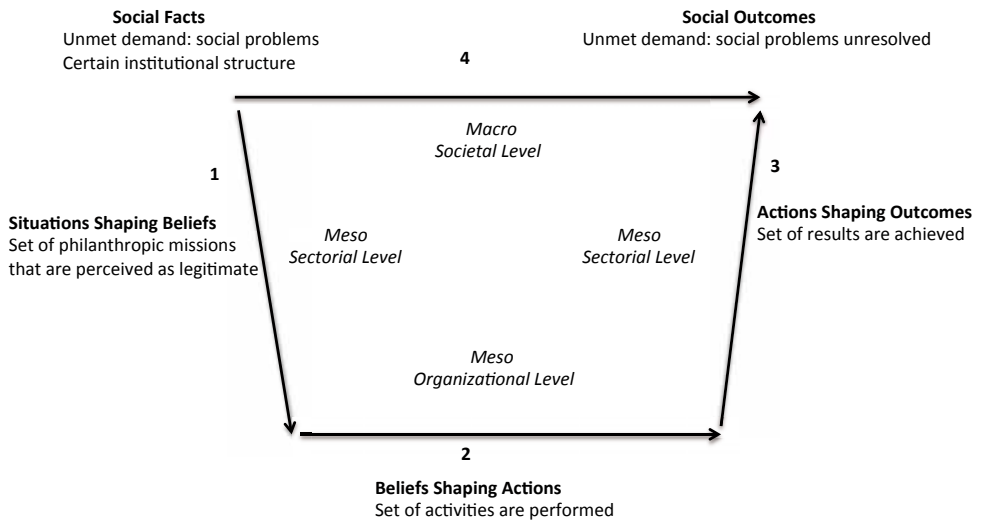 Social Facts
Unmet demand: social problems
Certain institutional structure
Social Outcomes
Unmet demand: social problems unresolved
4
Macro
Societal Level
1
3
Situations Shaping Beliefs
Set of philanthropic missions
that are perceived as legitimate
Meso
Sectorial Level
Meso
Sectorial Level
Actions Shaping Outcomes
Set of results are achieved
Meso
Organizational Level
2
Beliefs Shaping Actions
Set of activities are performed